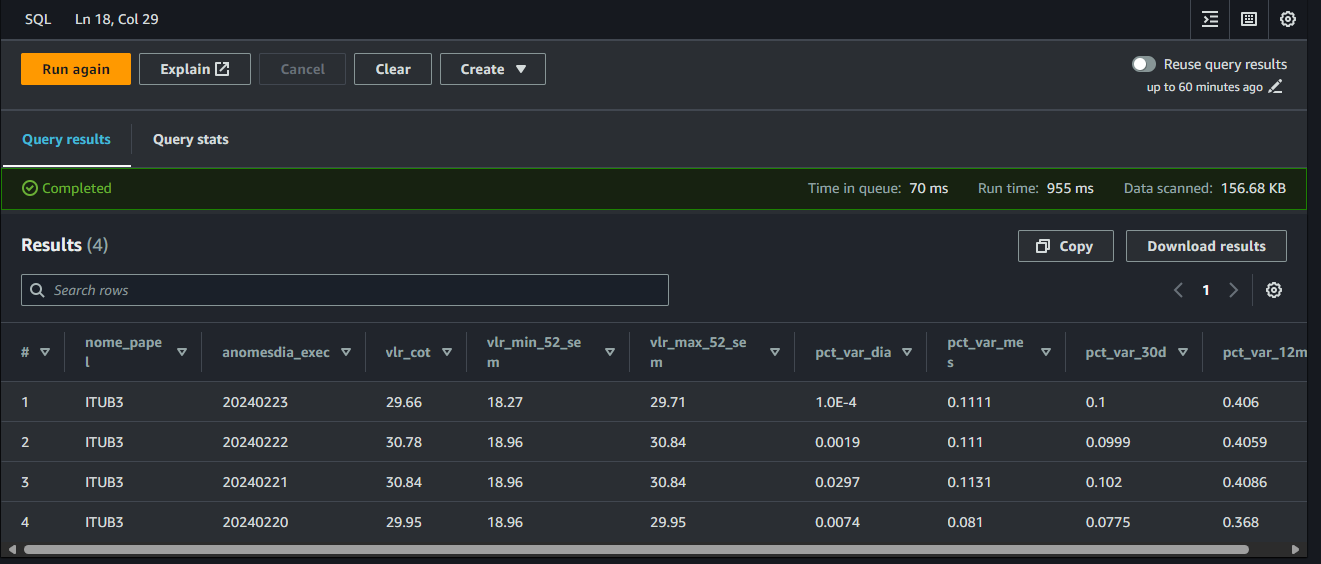 SQL Ln 18, Col 29
Run again Explain Cancel Clear Create Reuse query results
up to 60 minutes ago
Query results Query stats
Completed Time in queue: 70 ms Run time: 955 ms Data scanned: 156.68 KB
Results (4) Copy Download results
Search rows 1
# nome_pape
l anomesdia_exec vlr_cot vlr_min_52_se
m vlr_max_52_se
m pct_var_dia pct_var_me
s pct_var_30d pct_var_12m
1 ITUB3 20240223 29.66 18.27 29.71 1.0E-4 0.1111 0.1 0.406
2 ITUB3 20240222 30.78 18.96 30.84 0.0019 0.111 0.0999 0.4059
3 ITUB3 20240221 30.84 18.96 30.84 0.0297 0.1131 0.102 0.4086
4 ITUB3 20240220 29.95 18.96 29.95 0.0074 0.081 0.0775 0.368